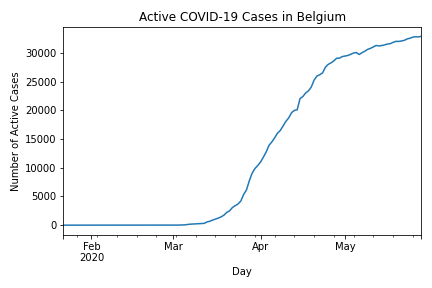 Active COVID-19 Cases in Belgium
Number of Active Cases
30000
25000
20000
15000
10000
5000
0
Feb
2020
Mar
Apr
May
Day